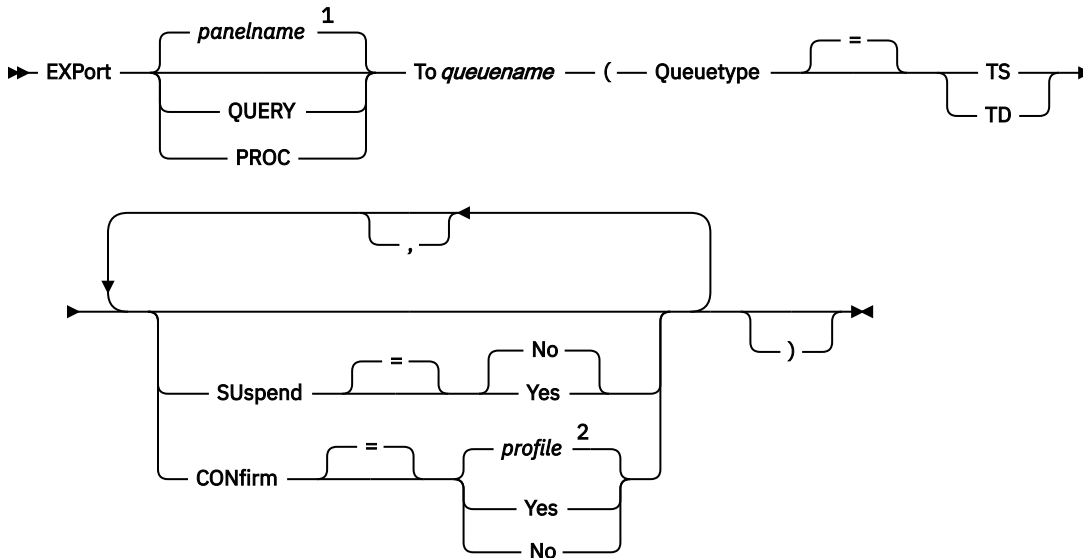 panelname 1
EXPort To queuename ( Queuetype = TS
QUERY TD
PROC
,
)
No
SUspend = Yes
profile 2
CONfirm = Yes
No